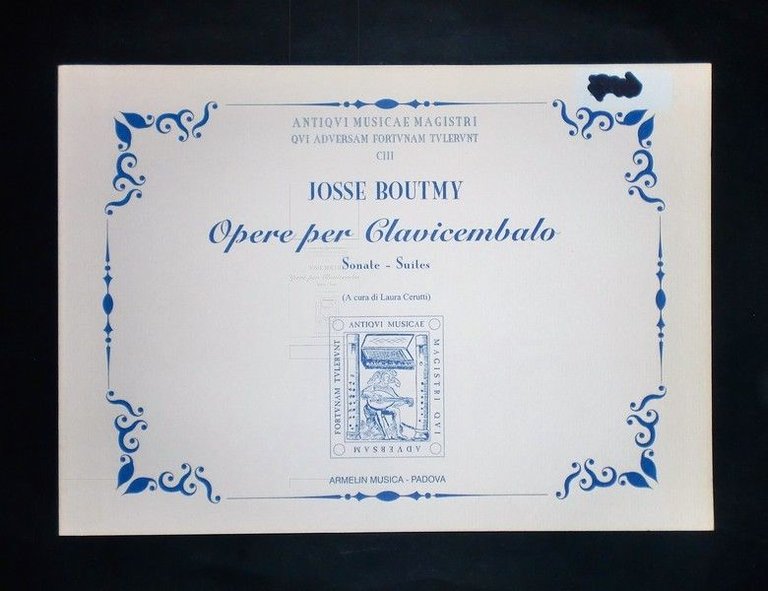 ANTIQVI MUSICAE MAGISTRI
QVI ADVERSAM FORTVNAM TVLERVNT
CIII
JOSSE BOUTMY
Opere per Clavicembalo
Sonate - Suites
(A cura di Laura Cerutti)
ANTIQVI MUSICAE
MAGISTRI QVI
ADVERSAM
FORTVNAM TVLERVNT
ARMELIN MUSICA - PADOVA